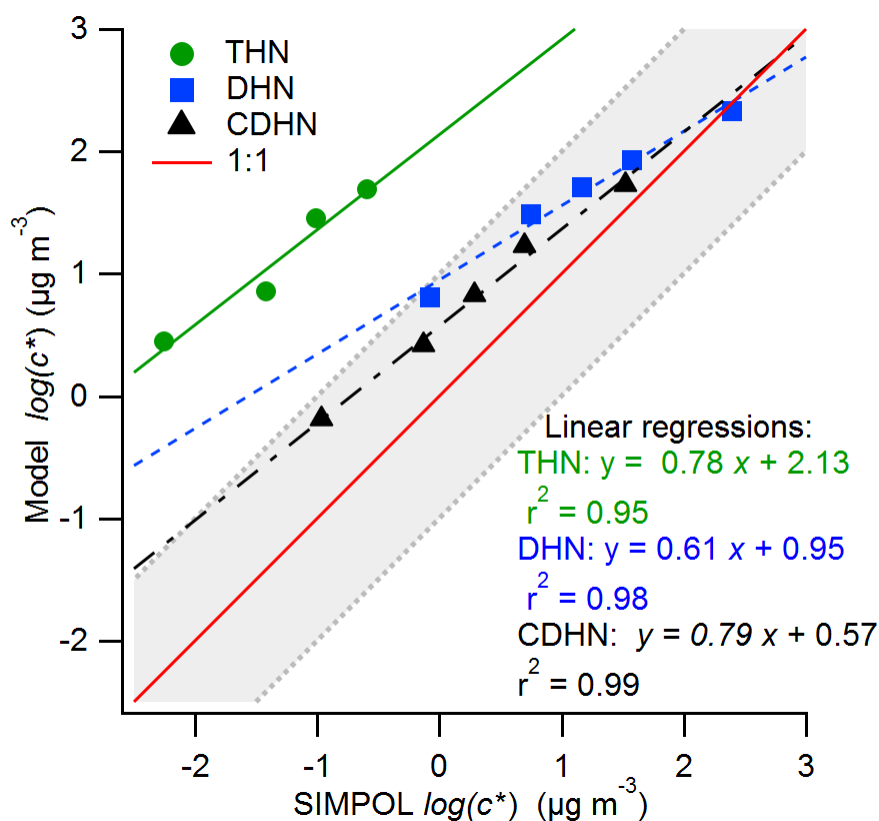 3
2
1
0
-1
-2
Model log(c*) (µg m⁻³)
THN
DHN
CDHN
1:1
Linear regressions:
THN: y = 0.78 x + 2.13
r² = 0.95
DHN: y = 0.61 x + 0.95
r² = 0.98
CDHN: y = 0.79 x + 0.57
r² = 0.99
-2 -1 0 1 2 3
SIMPOL log(c*) (µg m⁻³)